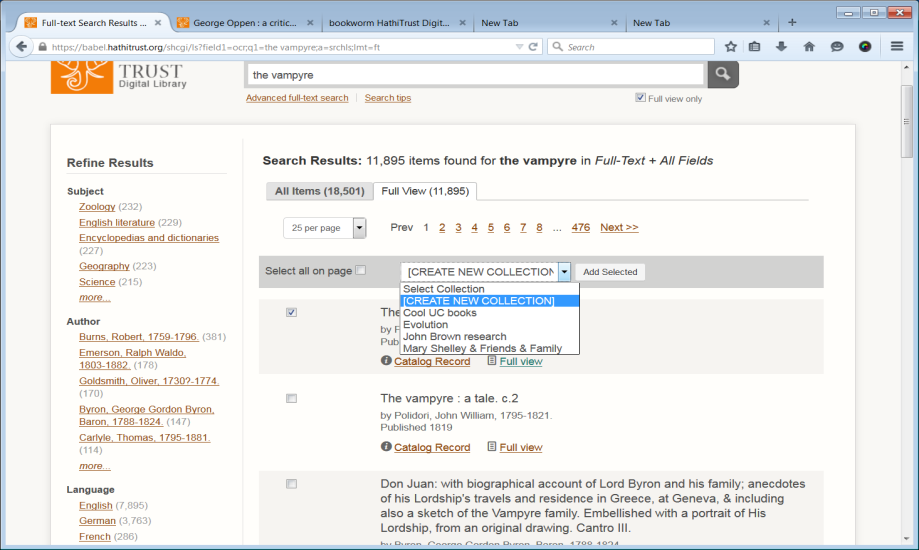 Full-text Search Results ...
George Oppen : a critic...
bookworm HathiTrust Digit...
New Tab
New Tab
https://babel.hathitrust.org/shcgi/ls?field1=ocr;q1=the vampyre;a=srchls;lmt=ft
Search
TRUST
Digital Library
the vampyre
Advanced full-text search
Search tips
Full view only
Refine Results
Subject
Zoology (232)
English literature (229)
Encyclopedias and dictionaries
(227)
Geography (223)
Science (215)
more...
Author
Burns, Robert, 1759-1796. (381)
Emerson, Ralph Waldo,
1803-1882. (178)
Goldsmith, Oliver, 1730?-1774.
(170)
Byron, George Gordon Byron,
Baron, 1788-1824. (147)
Carlyle, Thomas, 1795-1881.
(114)
more...
Language
English (7,895)
German (3,763)
French (286)
Search Results: 11,895 items found for the vampyre in Full-Text + All Fields
All Items (18,501)
Full View (11,895)
25 per page
Prev 1 2 3 4 5 6 7 8 ... 476 Next >>
Select all on page
[CREATE NEW COLLECTION
Add Selected
Select Collection
[CREATE NEW COLLECTION]
Cool UC books
Evolution
John Brown research
Mary Shelley & Friends & Family
The
by P
Pub
Catalog Record
Full view
The vampyre : a tale. c.2
by Polidori, John William, 1795-1821.
Published 1819
Catalog Record
Full view
Don Juan: with biographical account of Lord Byron and his family; anecdotes
of his Lordship's travels and residence in Greece, at Geneva, & including
also a sketch of the Vampyre family. Embellished with a portrait of His
Lordship, from an original drawing. Cantro III.
by Byron, George Gordon Byron, Baron, 1788-1824